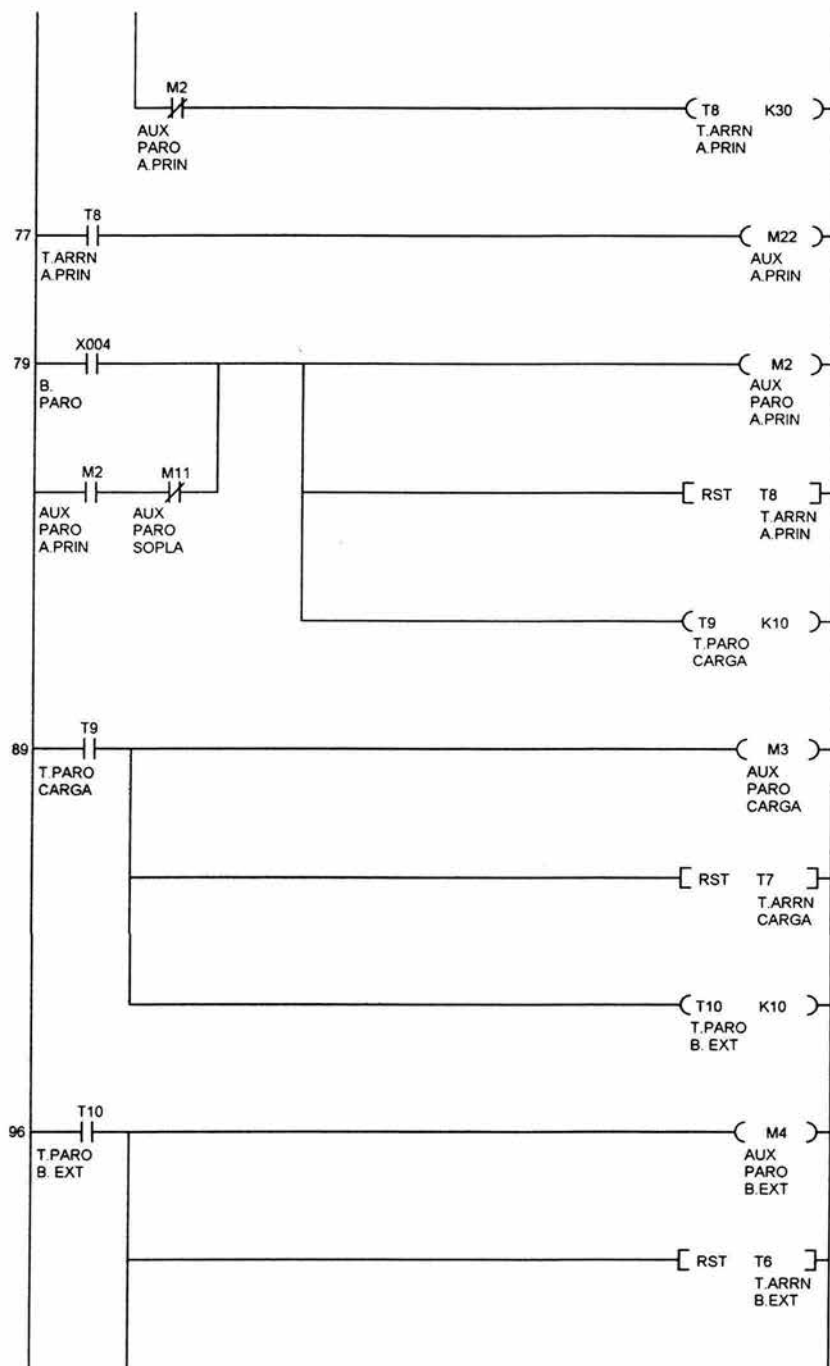 M2
AUX
PARO
A.PRIN
T8 K30
T.ARRN
A.PRIN
77
T8
T.ARRN
A.PRIN
M22
AUX
A.PRIN
79
X004
B.
PARO
M2
AUX
PARO
A.PRIN
M2
AUX
PARO
A.PRIN
M11
AUX
PARO
SOPLA
RST T8
T.ARRN
A.PRIN
T9 K10
T.PARO
CARGA
89
T9
T.PARO
CARGA
M3
AUX
PARO
CARGA
RST T7
T.ARRN
CARGA
T10 K10
T.PARO
B. EXT
96
T10
T.PARO
B. EXT
M4
AUX
PARO
B.EXT
RST T6
T.ARRN
B.EXT